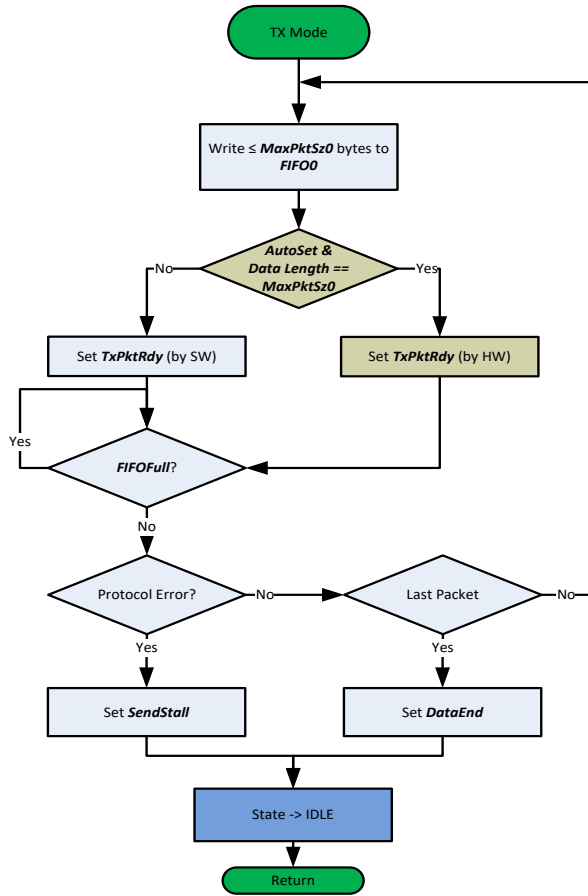 TX Mode
Write ≤ MaxPktSz0 bytes to
FIFO0
AutoSet &
Data Length ==
MaxPktSz0
No
Yes
Set TxPktRdy (by SW)
Set TxPktRdy (by HW)
Yes
FIFOFull?
No
Protocol Error?
No
Last Packet
No
Yes
Yes
Set SendStall
Set DataEnd
State -> IDLE
Return